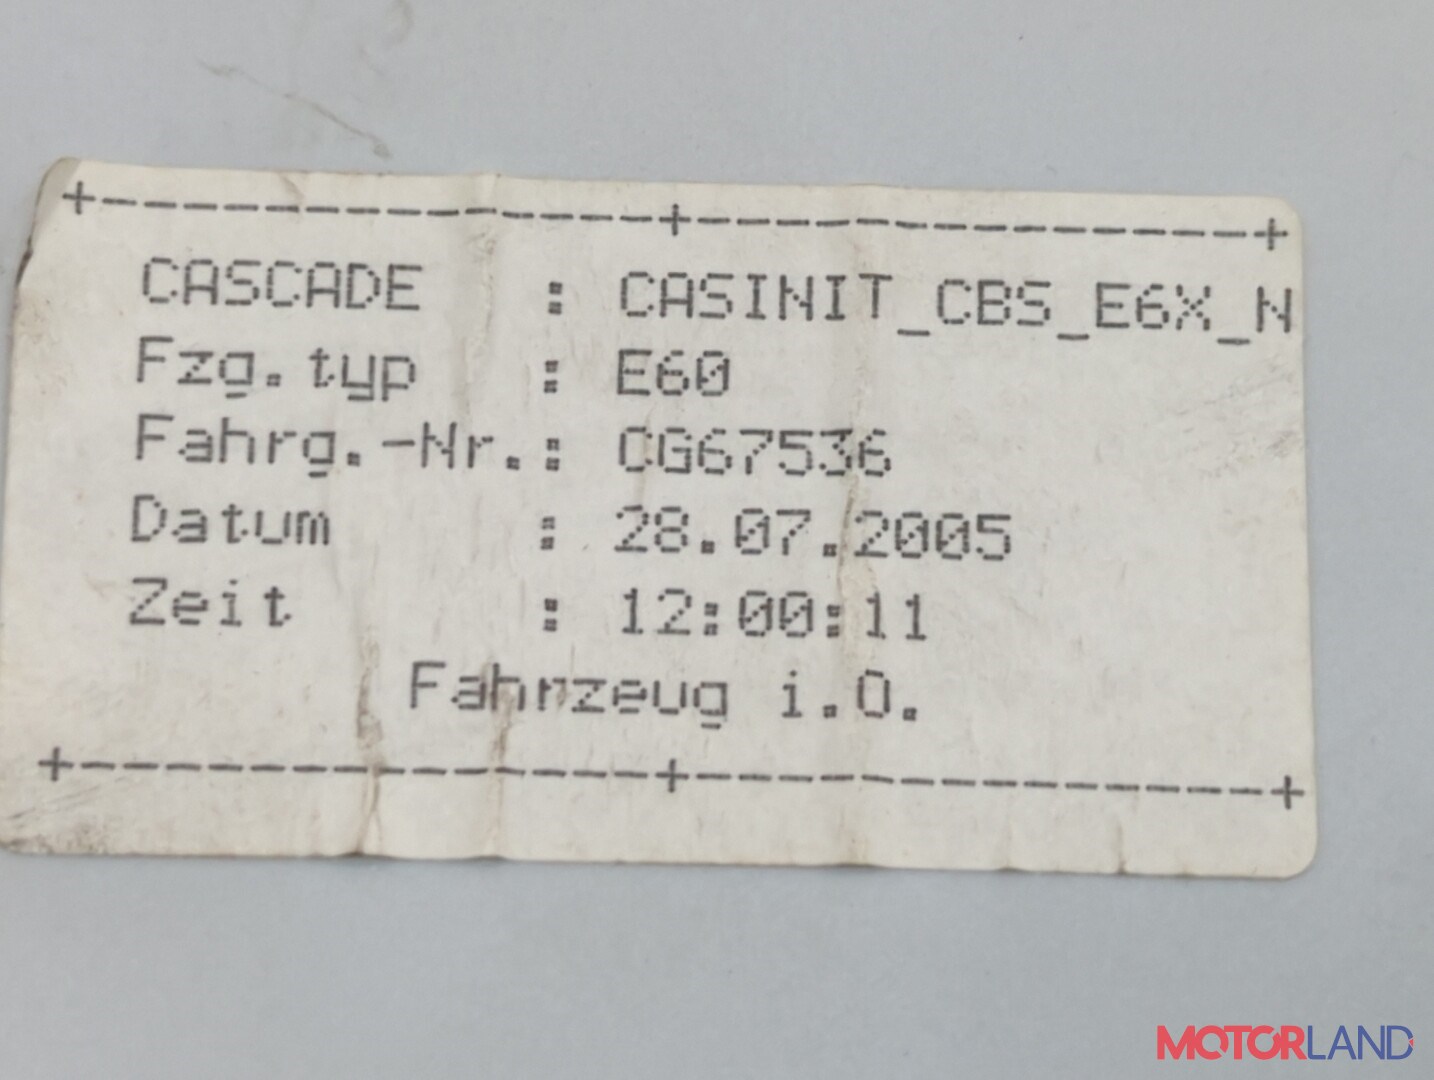 +----------------+----------------+
CASCADE : CASINIT_CBS_E6X_N
Fzg.typ : E60
Fahrg.-Nr.: CG67536
Datum : 28.07.2005
Zeit : 12:00:11
Fahrzeug i.O.
+----------------+----------------+
MOTORLAND